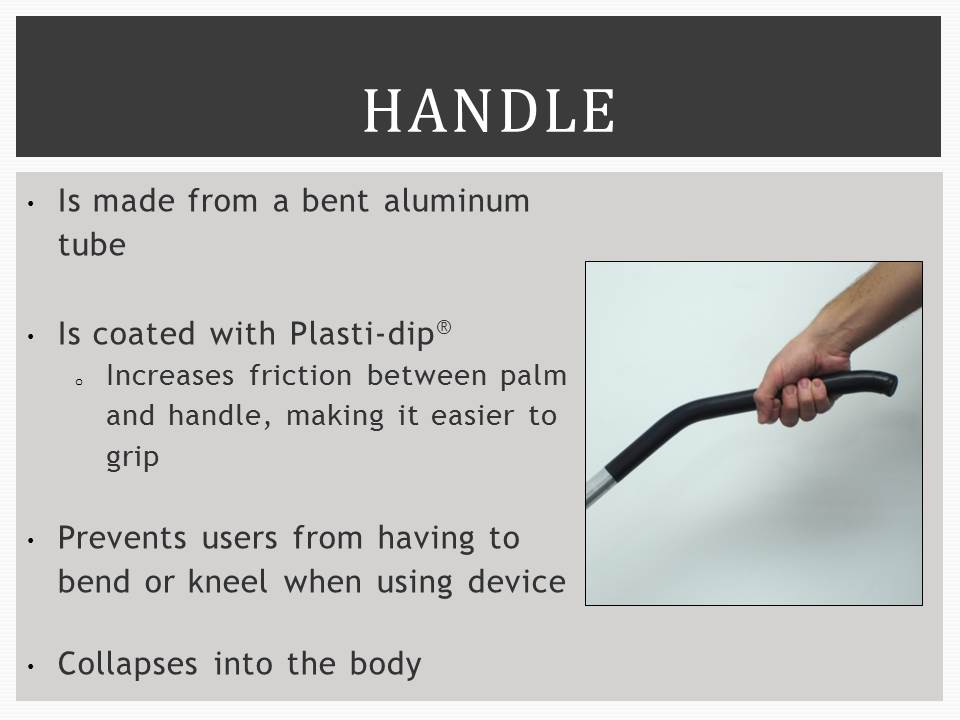 HANDLE
• Is made from a bent aluminum
tube
• Is coated with Plasti-dip®
o Increases friction between palm
and handle, making it easier to
grip
• Prevents users from having to
bend or kneel when using device
• Collapses into the body